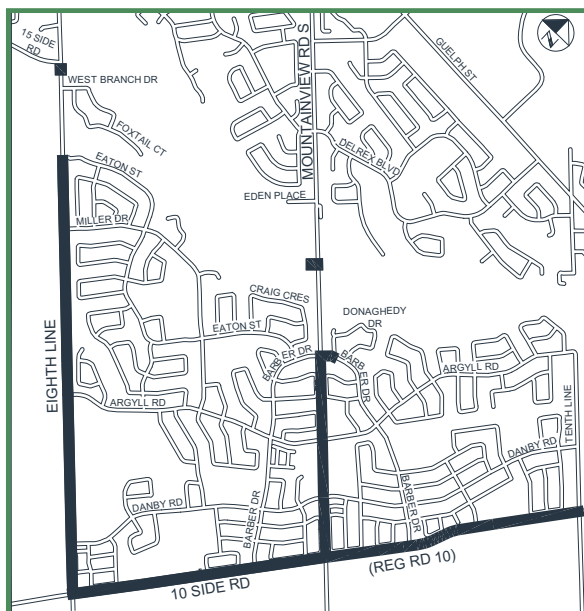 15 SIDE
RD
WEST BRANCH DR
FOXTAIL CT
EATON ST
MILLER DR
MOUNTAINVIEW RD S
GUELPH ST
DELREX BLVD
EDEN PLACE
CRAIG CRES
DONAGHEDY
DR
EATON ST
BARBER DR
BARBER DR
ARGYLL RD
EIGHTH LINE
ARGYLL RD
TENTH LINE
DANBY RD
DANBY RD
BARBER DR
BARBER DR
10 SIDE RD
(REG RD 10)